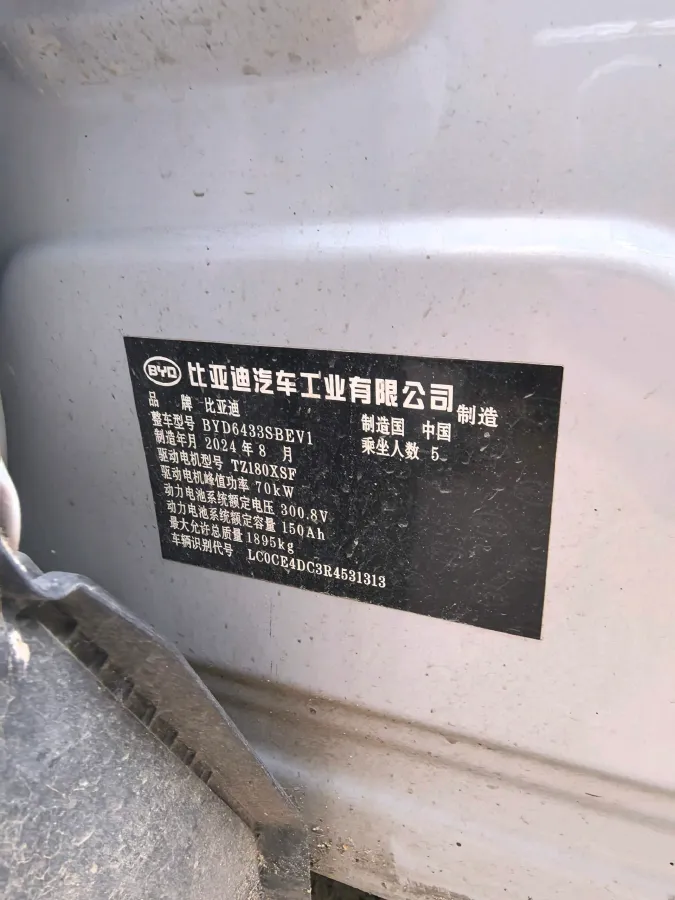 BYD 比亚迪汽车工业有限公司 制造
品 牌 比亚迪 制造国 中国
整车型号 BYD6433SBEV1 乘坐人数 5
制造年月 2024 年 8 月
驱动电机型号 TZ180XSF
驱动电机峰值功率 70kW
动力电池系统额定电压 300.8V
动力电池系统额定容量 150Ah
最大允许总质量 1895kg
车辆识别代号 LC0CE4DC3R4531313